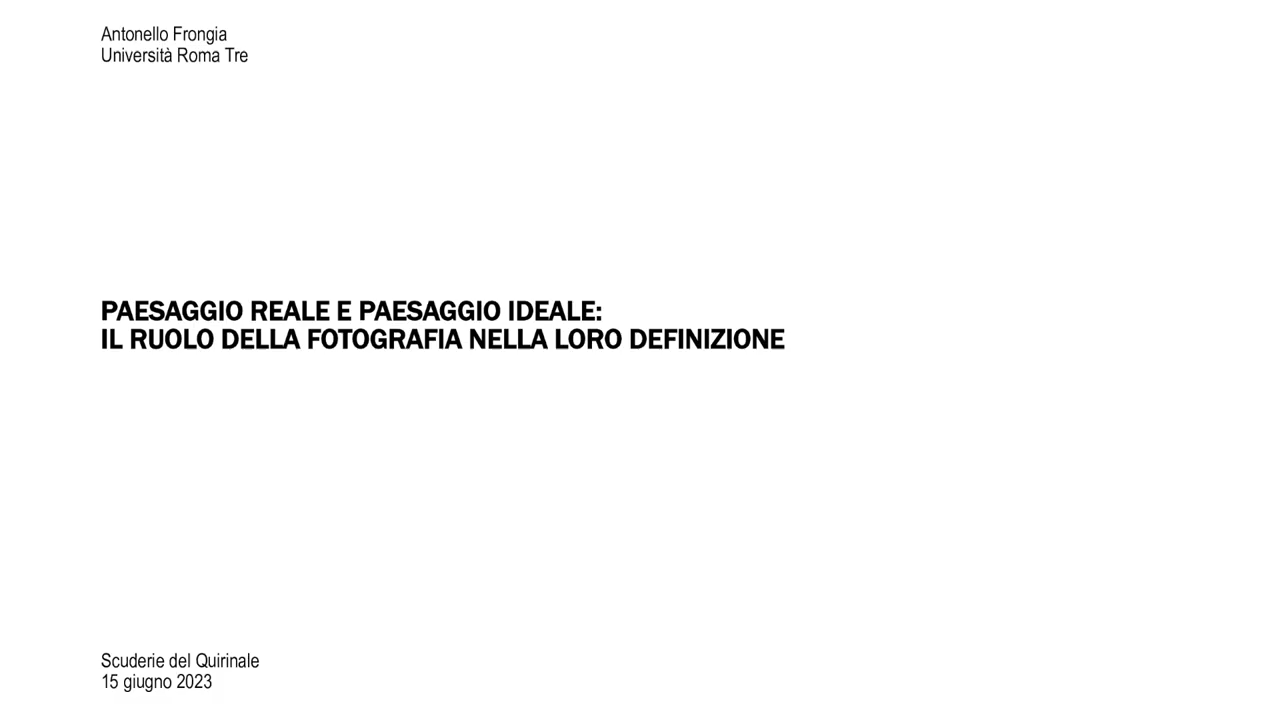 Antonello Frongia
Università Roma Tre
PAESAGGIO REALE E PAESAGGIO IDEALE:
IL RUOLO DELLA FOTOGRAFIA NELLA LORO DEFINIZIONE
Scuderie del Quirinale
15 giugno 2023